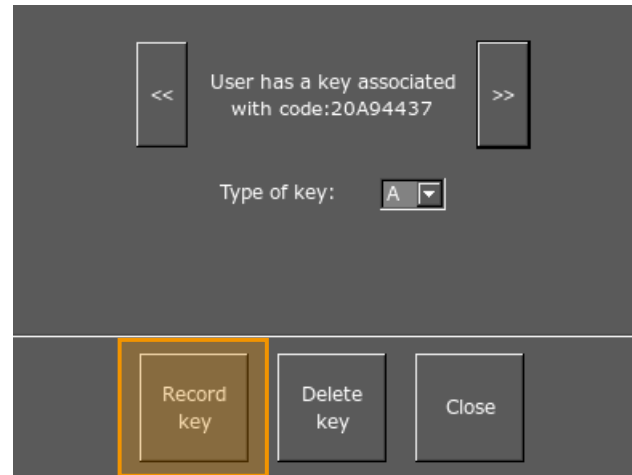 <<
User has a key associated
with code:20A94437
>>
Type of key:
A
Record
key
Delete
key
Close